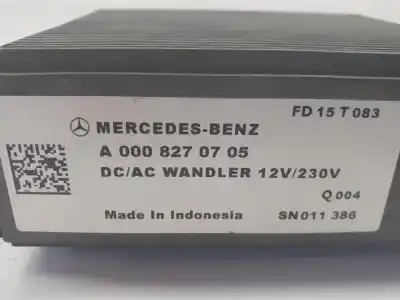 FD 15 T 083
MERCEDES-BENZ
A 000 827 07 05
DC/AC WANDLER 12V/230V
Q 004
Made In Indonesia SN011 386